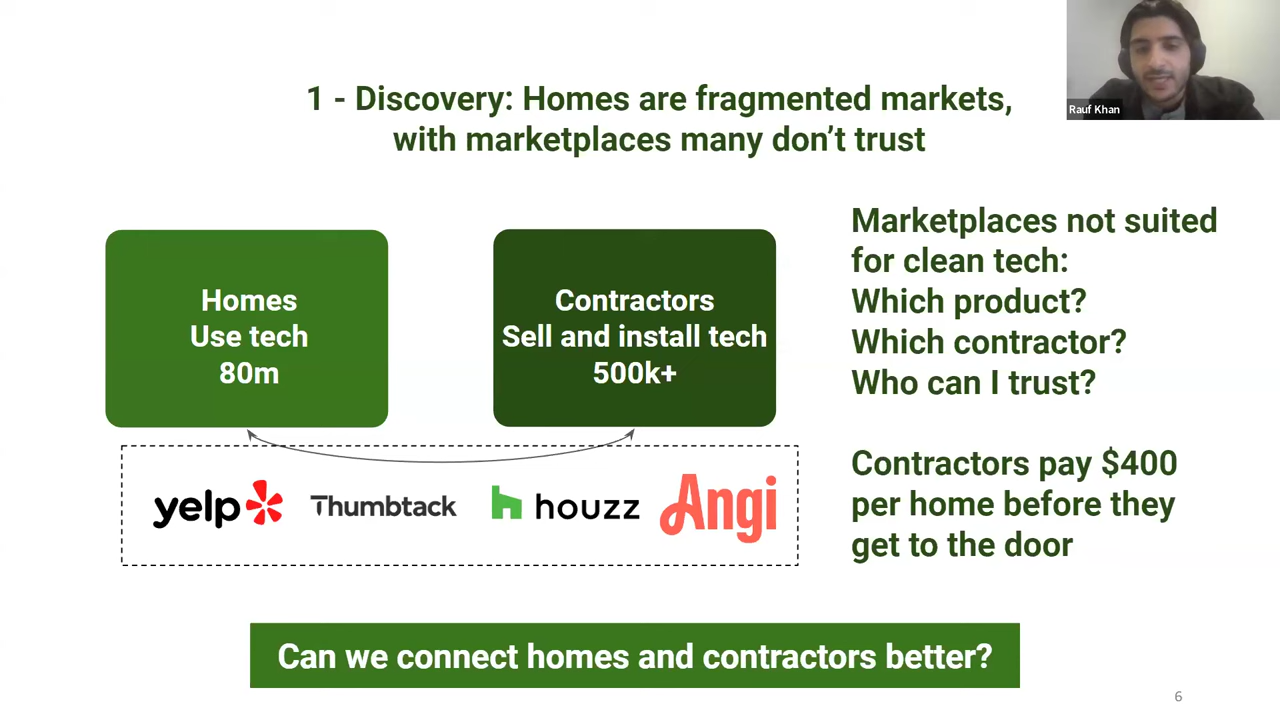 Rauf Khan
1 - Discovery: Homes are fragmented markets,
with marketplaces many don’t trust
Homes
Use tech
80m
Contractors
Sell and install tech
500k+
yelp
Thumbtack
houzz
Angi
Marketplaces not suited
for clean tech:
Which product?
Which contractor?
Who can I trust?
Contractors pay $400
per home before they
get to the door
Can we connect homes and contractors better?
6